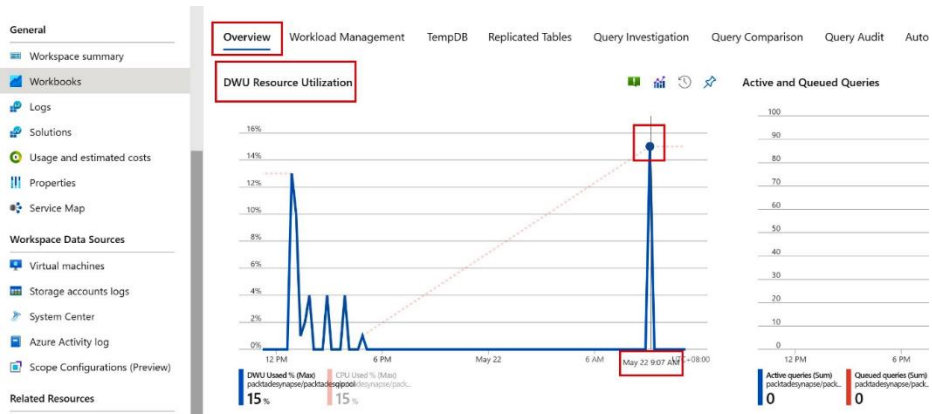 General
Workspace summary
Workbooks
Logs
Solutions
Usage and estimated costs
Properties
Service Map
Workspace Data Sources
Virtual machines
Storage accounts logs
System Center
Azure Activity log
Scope Configurations (Preview)
Related Resources
Overview Workload Management TempDB Replicated Tables Query Investigation Query Comparison Query Audit Auto
DWU Resource Utilization
16%
14%
12%
10%
8%
6%
4%
2%
0%
12 PM 6 PM May 22 6 AM May 22 9:07 AM +08:00
DWU Usaed % (Max)
packtadesynapse/packtadesqipool
15%
CPU Used % (Max)
15%
Active and Queued Queries
100
90
80
70
60
50
40
30
20
10
0
12 PM 6 PM
Active queries (Sum)
packtadesynapse/pack...
0
Queued queries (Sum)
packtadesynapse/pack...
0